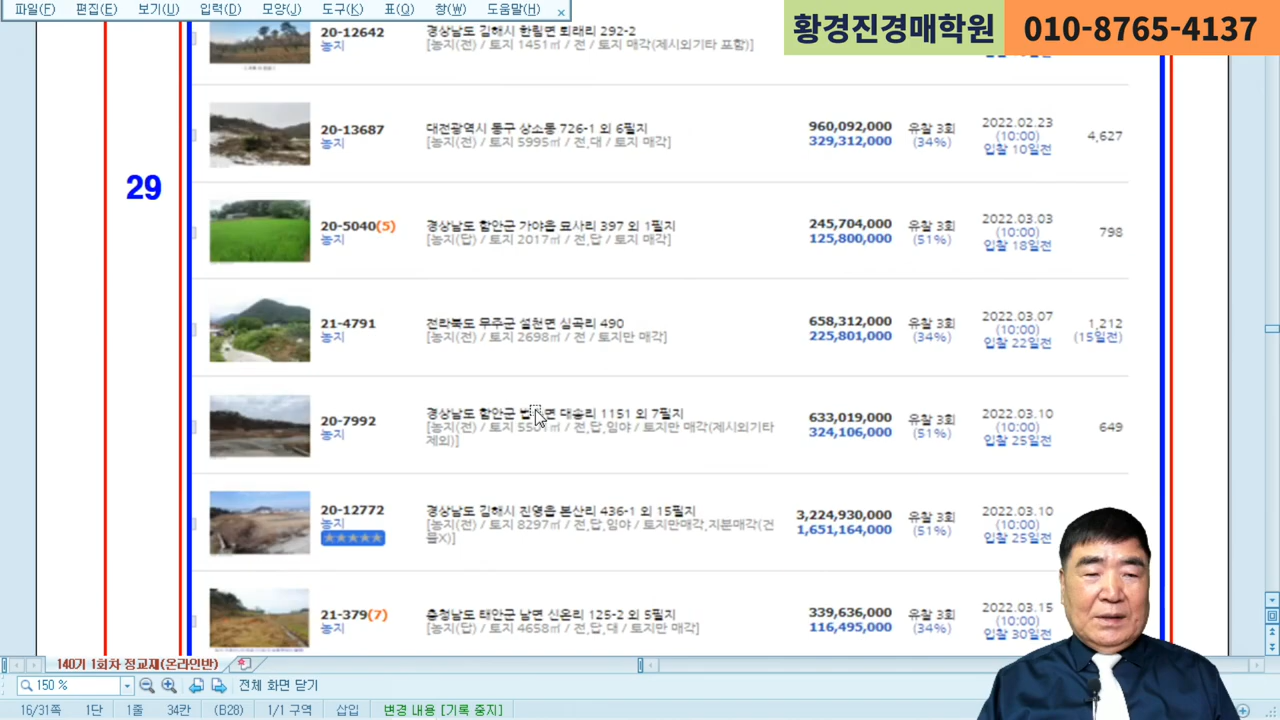 파일(F) 편집(E) 보기(U) 입력(D) 모양(J) 도구(K) 표(Q) 창(W) 도움말(H)
황경진경매학원 010-8765-4137
20-12642
농지
경상남도 김해시 한림면 퇴래리 292-2
[농지(전) / 토지 1451㎡ / 전 / 토지 매각(제시외기타 포함)]
29
20-13687
농지
대전광역시 동구 상소동 726-1 외 6필지
[농지(전) / 토지 5995㎡ / 전,대 / 토지 매각]
960,092,000
329,312,000
유찰 3회
(34%)
2022.02.23
(10:00)
입찰 10일전
4,627
20-5040(5)
농지
경상남도 함안군 가야읍 묘사리 397 외 1필지
[농지(답) / 토지 2017㎡ / 전,답 / 토지 매각]
245,704,000
125,800,000
유찰 3회
(51%)
2022.03.03
(10:00)
입찰 18일전
798
21-4791
농지
전라북도 무주군 설천면 심곡리 490
[농지(전) / 토지 2698㎡ / 전 / 토지만 매각]
658,312,000
225,801,000
유찰 3회
(34%)
2022.03.07
(10:00)
입찰 22일전
1,212
(15일전)
20-7992
농지
경상남도 함안군 면 대송리 1151 외 7필지
[농지(전) / 토지 / 전,답,임야 / 토지만 매각(제시외기타
제외)]
633,019,000
324,106,000
유찰 3회
(51%)
2022.03.10
(10:00)
입찰 25일전
649
20-12772
농지
★★★★★
경상남도 김해시 진영읍 본산리 436-1 외 15필지
[농지(전) / 토지 8297㎡ / 전,답,임야 / 토지만매각,지분매각(건
물X)]
3,224,930,000
1,651,164,000
유찰 3회
(51%)
2022.03.10
(10:00)
입찰 25일전
21-379(7)
농지
충청남도 태안군 남면 신온리 125-2 외 5필지
[농지(답) / 토지 4658㎡ / 전,답,대 / 토지만 매각]
339,636,000
116,495,000
유찰 3회
(34%)
2022.03.15
(10:00)
입찰 30일전
140기 1회차 정교재(온라인반)
150 % 전체 화면 닫기
16/31쪽 1단 1줄 34칸 (B28) 1/1 구역 삽입 변경 내용 [기록 중지]